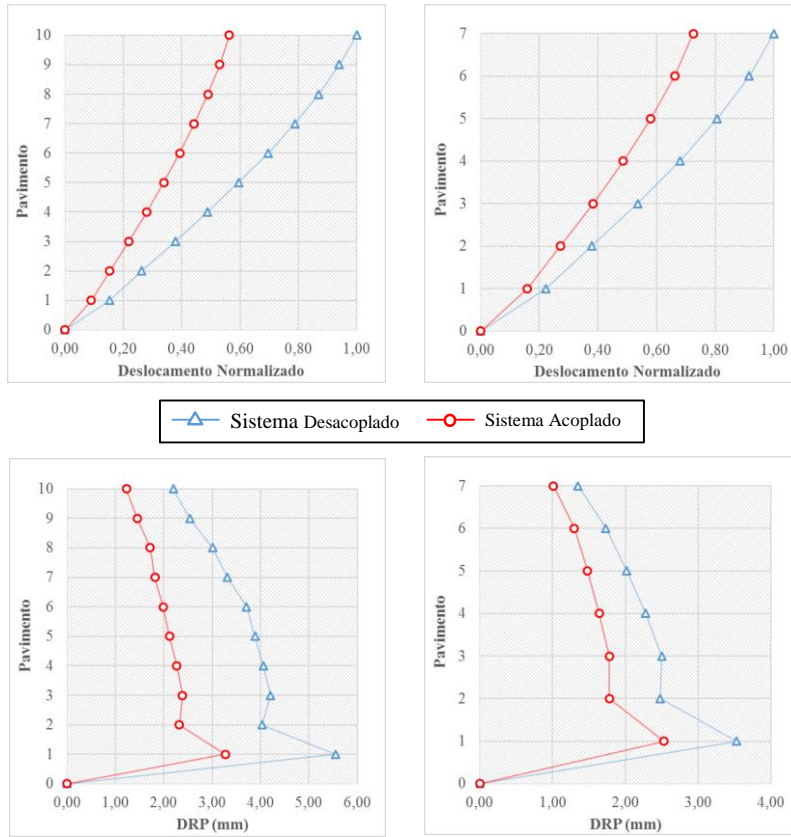 10
9
8
7
6
5
4
3
2
1
0
Pavimento
0,00 0,20 0,40 0,60 0,80 1,00
Deslocamento Normalizado
7
6
5
4
3
2
1
0
Pavimento
0,00 0,20 0,40 0,60 0,80 1,00
Deslocamento Normalizado
Sistema Desacoplado Sistema Acoplado
10
9
8
7
6
5
4
3
2
1
0
Pavimento
0,00 1,00 2,00 3,00 4,00 5,00 6,00
DRP (mm)
7
6
5
4
3
2
1
0
Pavimento
0,00 1,00 2,00 3,00 4,00
DRP (mm)